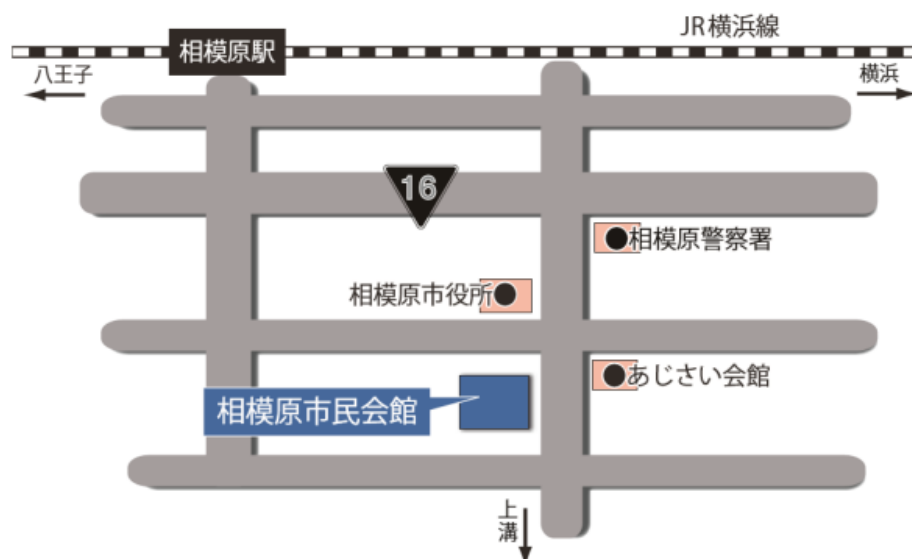 JR横浜線
相模原駅
八王子
横浜
16
相模原警察署
相模原市役所
あじさい会館
相模原市民会館
上溝